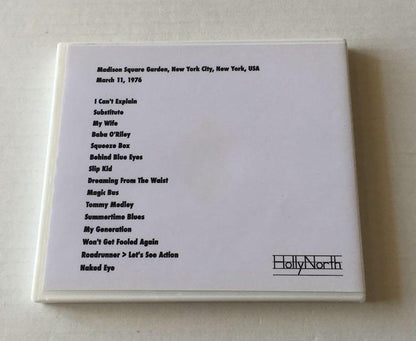 Madison Square Garden, New York City, New York, USA
March 11, 1976
I Can't Explain
Substitute
My Wife
Baba O'Riley
Squeeze Box
Behind Blue Eyes
Slip Kid
Dreaming From The Waist
Magic Bus
Tommy Medley
Summertime Blues
My Generation
Won't Get Fooled Again
Roadrunner > Let's See Action
Naked Eye
HollyNorth